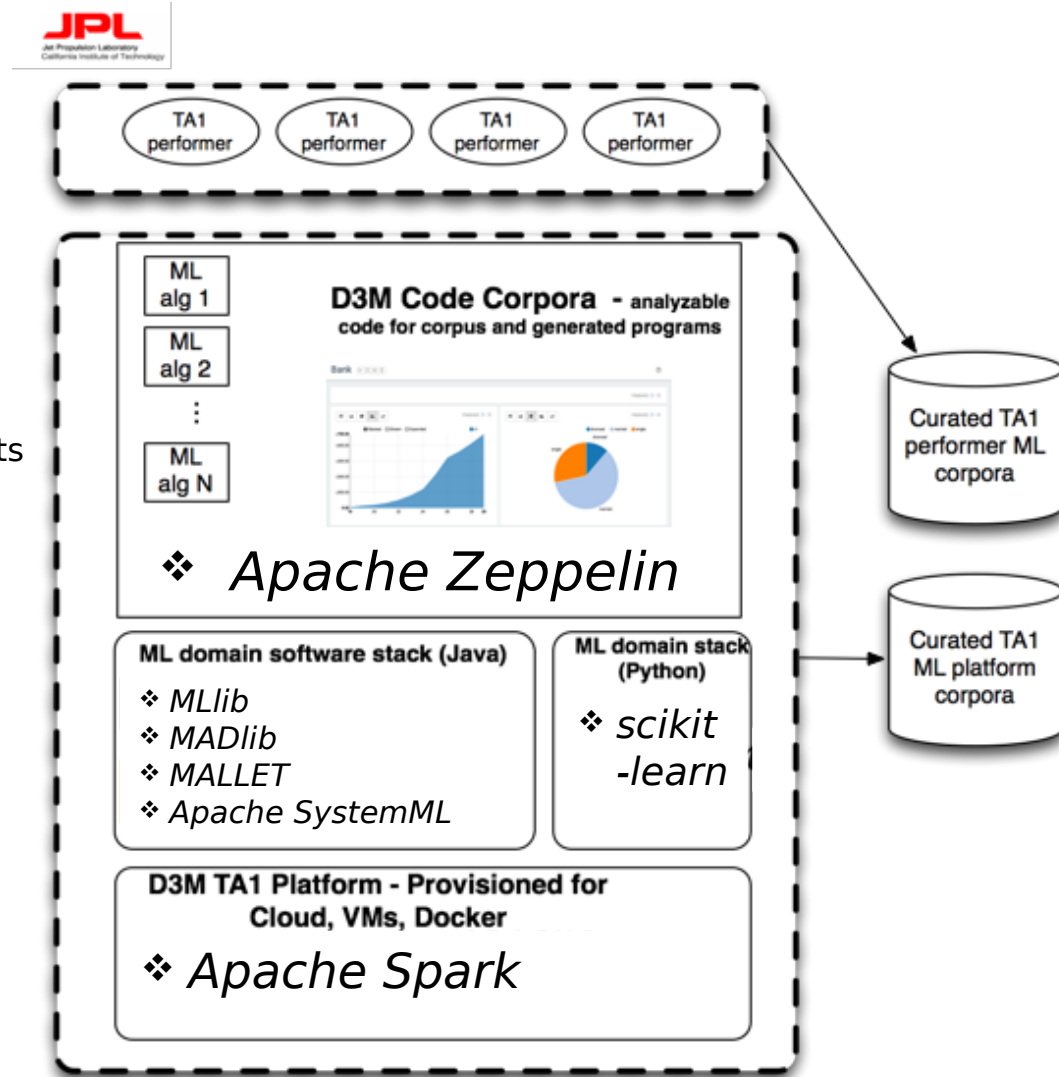 JPL
Jet Propulsion Laboratory
California Institute of Technology
TA1
performer
TA1
performer
TA1
performer
TA1
performer
ML
alg 1
ML
alg 2
⋮
ML
alg N
D3M Code Corpora - analyzable
code for corpus and generated programs
Bank
❖ Apache Zeppelin
ts
ML domain software stack (Java)
❖ MLlib
❖ MADlib
❖ MALLET
❖ Apache SystemML
ML domain stack
(Python)
❖ scikit
-learn
D3M TA1 Platform - Provisioned for
Cloud, VMs, Docker
❖ Apache Spark
Curated TA1
performer ML
corpora
Curated TA1
ML platform
corpora